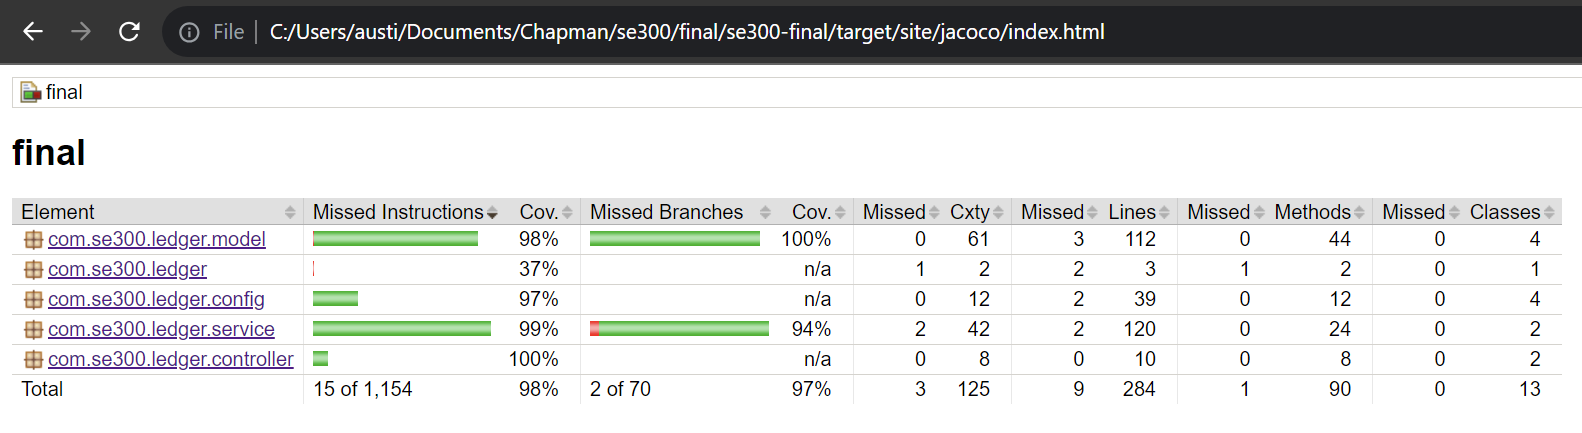 File C:/Users/austi/Documents/Chapman/se300/final/se300-final/target/site/jacoco/index.html
final
final
Element Missed Instructions Cov. Missed Branches Cov. Missed Cxty Missed Lines Missed Methods Missed Classes
com.se300.ledger.model 98% 100% 0 61 3 112 0 44 0 4
com.se300.ledger 37% n/a 1 2 2 3 1 2 0 1
com.se300.ledger.config 97% n/a 0 12 2 39 0 12 0 4
com.se300.ledger.service 99% 94% 2 42 2 120 0 24 0 2
com.se300.ledger.controller 100% n/a 0 8 0 10 0 8 0 2
Total 15 of 1,154 98% 2 of 70 97% 3 125 9 284 1 90 0 13